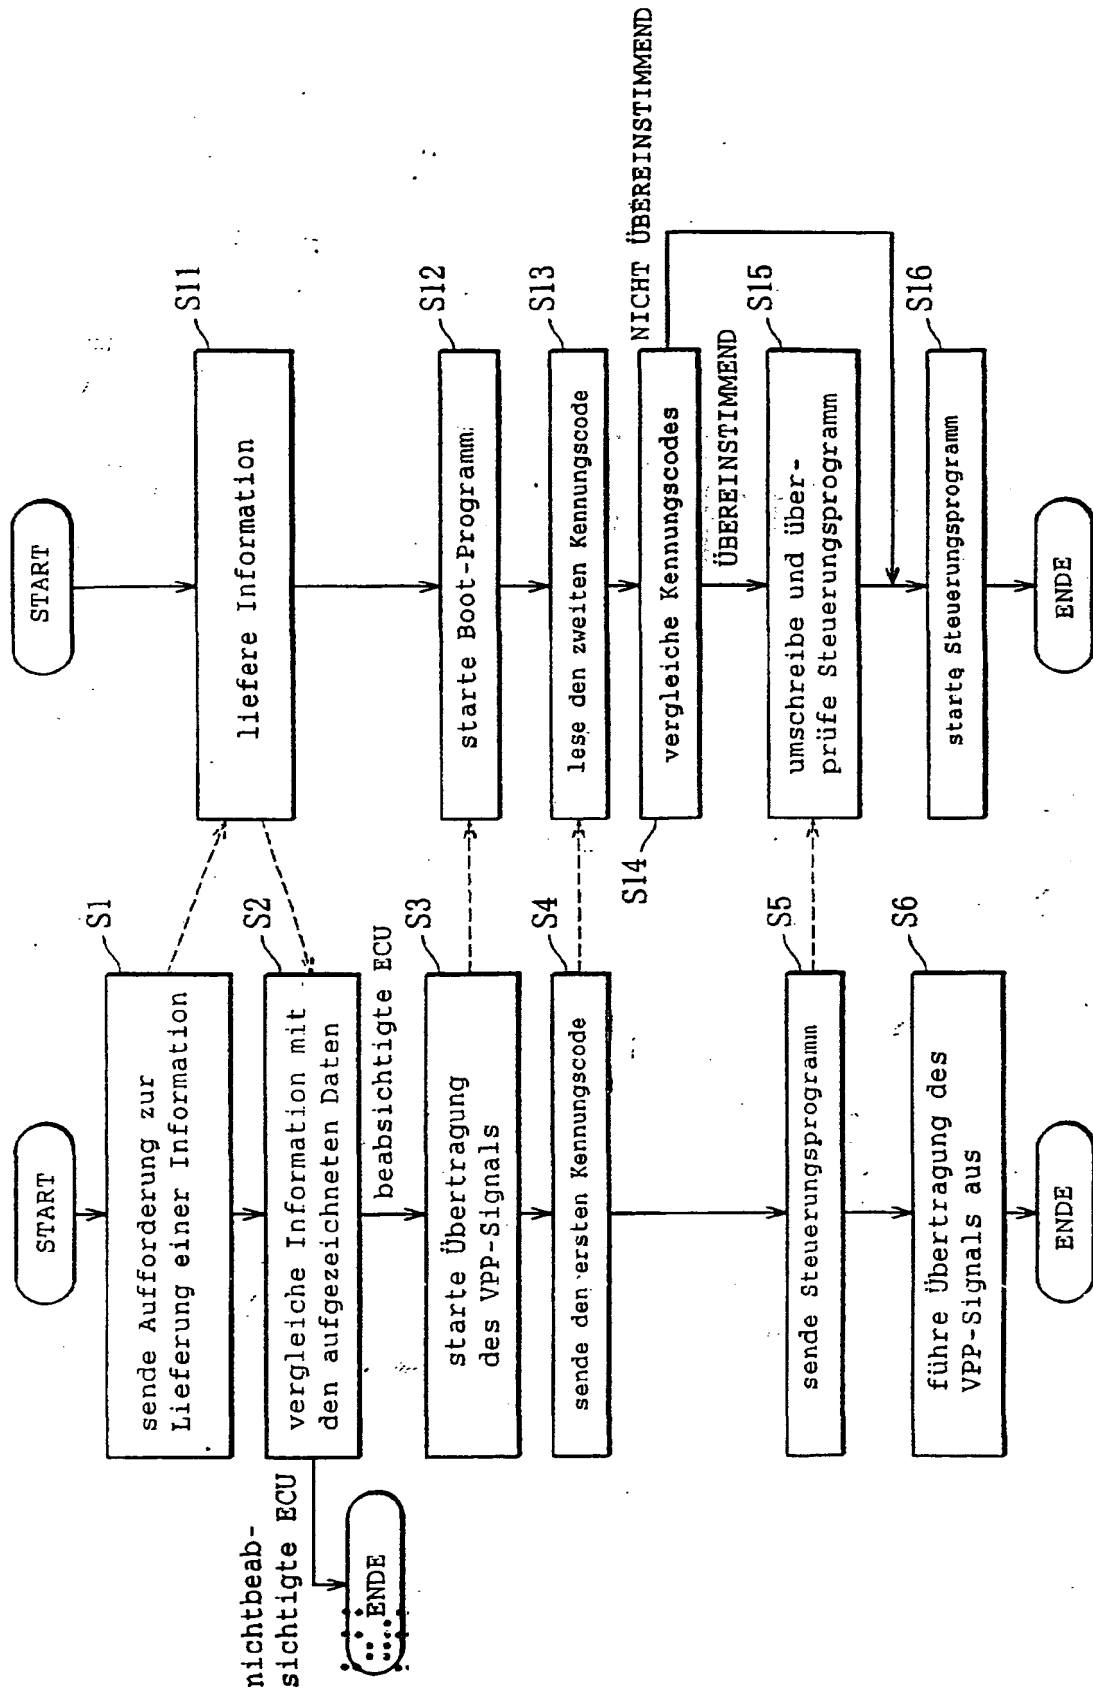 START
S1
sende Aufforderung zur
Lieferung einer Information
S2
vergleiche Information mit
den aufgezeichneten Daten
nichtbeab-
sichtigte ECU
ENDE
beabsichtigte ECU
S3
starte Übertragung
des VPP-Signals
S4
sende den ersten Kennungscode
S5
sende Steuerungsprogramm
S6
führe Übertragung des
VPP-Signals aus
ENDE
START
S11
liefere Information
S12
starte Boot-Programm
S13
lese den zweiten Kennungscode
S14
vergleiche Kennungscodes
NICHT ÜBEREINSTIMMEND
ÜBEREINSTIMMEND
S15
umschreibe und über-
prüfe Steuerungsprogramm
S16
starte Steuerungsprogramm
ENDE